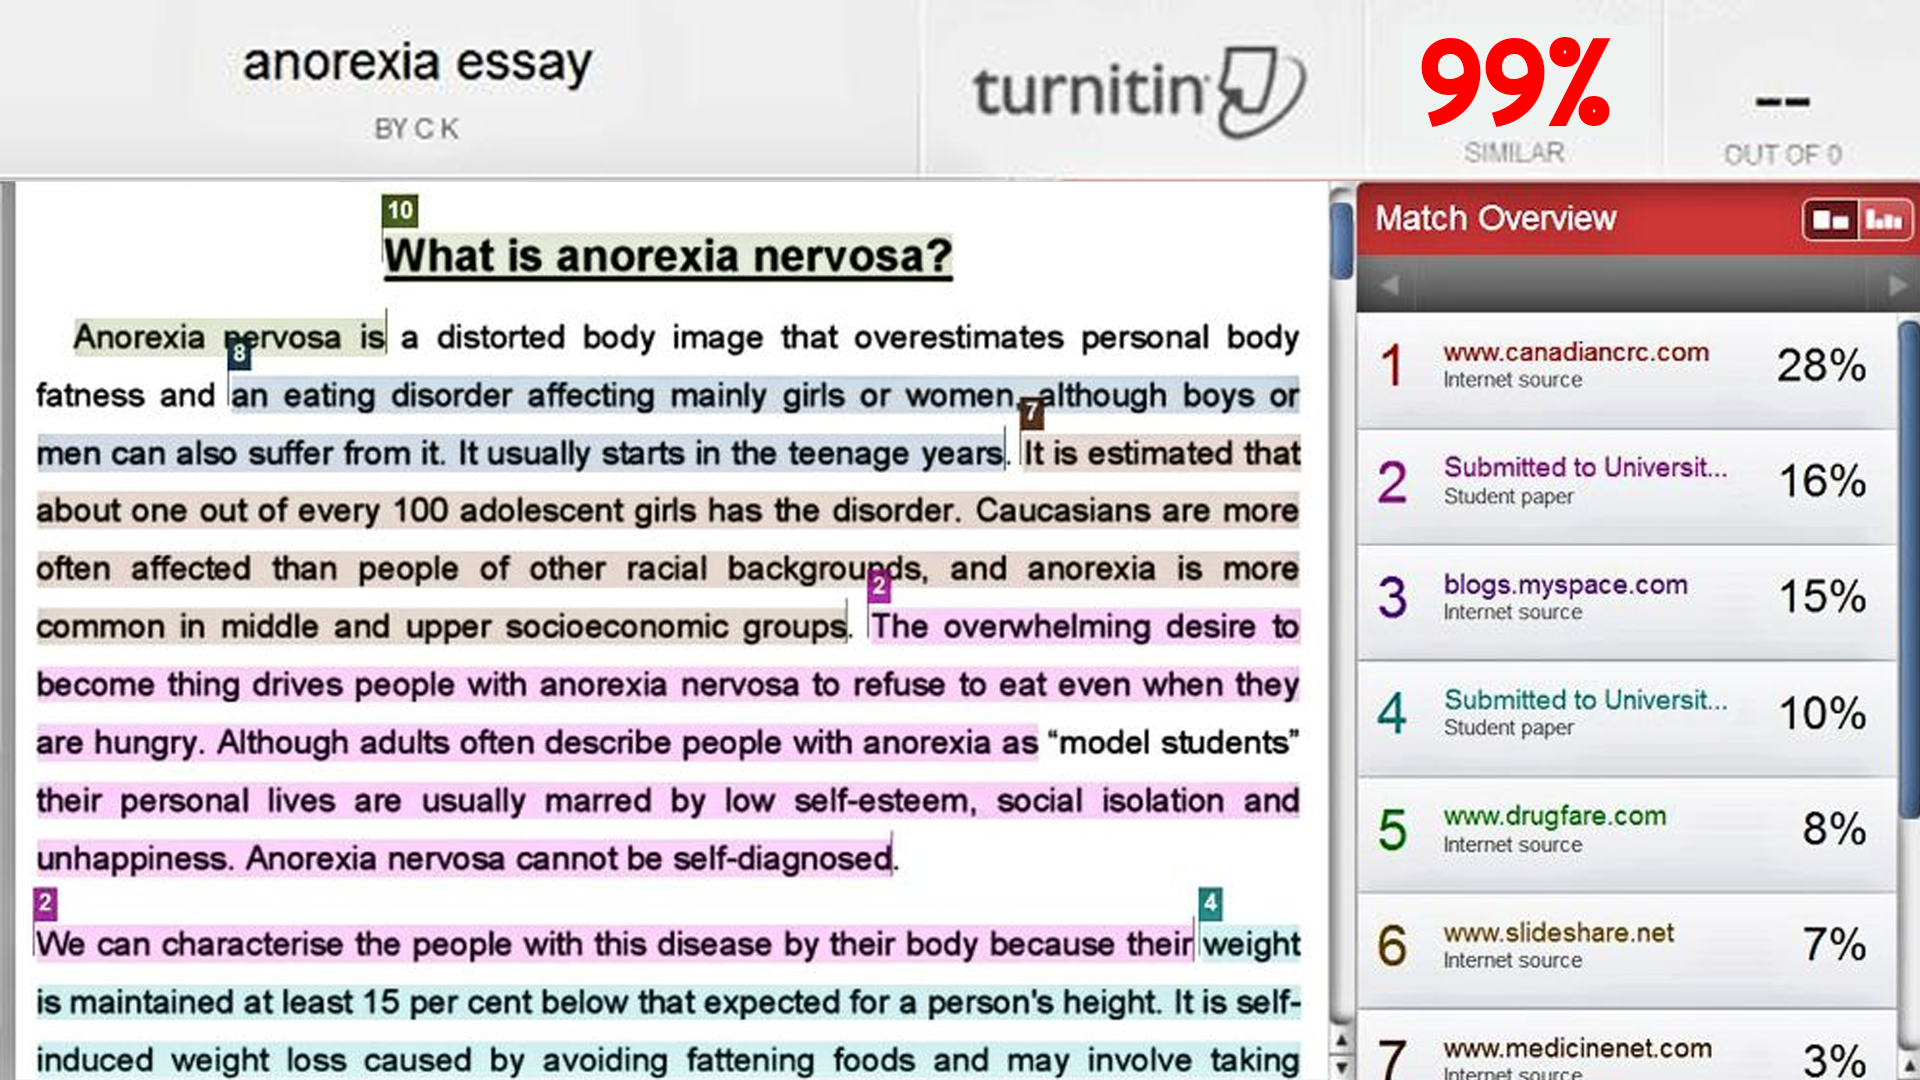 anorexia essay
BY C K
turnitin
99%
SIMILAR
--
OUT OF 0
10
What is anorexia nervosa?
Anorexia nervosa is a distorted body image that overestimates personal body
8
fatness and an eating disorder affecting mainly girls or women, although boys or
7
men can also suffer from it. It usually starts in the teenage years. It is estimated that
about one out of every 100 adolescent girls has the disorder. Caucasians are more
often affected than people of other racial backgrounds, and anorexia is more
2
common in middle and upper socioeconomic groups. The overwhelming desire to
become thing drives people with anorexia nervosa to refuse to eat even when they
are hungry. Although adults often describe people with anorexia as “model students”
their personal lives are usually marred by low self-esteem, social isolation and
unhappiness. Anorexia nervosa cannot be self-diagnosed.
2
4
We can characterise the people with this disease by their body because their weight
is maintained at least 15 per cent below that expected for a person's height. It is self-
induced weight loss caused by avoiding fattening foods and may involve taking
Match Overview
1 www.canadiancrc.com 28%
Internet source
2 Submitted to Universit... 16%
Student paper
3 blogs.myspace.com 15%
Internet source
4 Submitted to Universit... 10%
Student paper
5 www.drugfare.com 8%
Internet source
6 www.slideshare.net 7%
Internet source
7 www.medicinenet.com 3%
Internet source